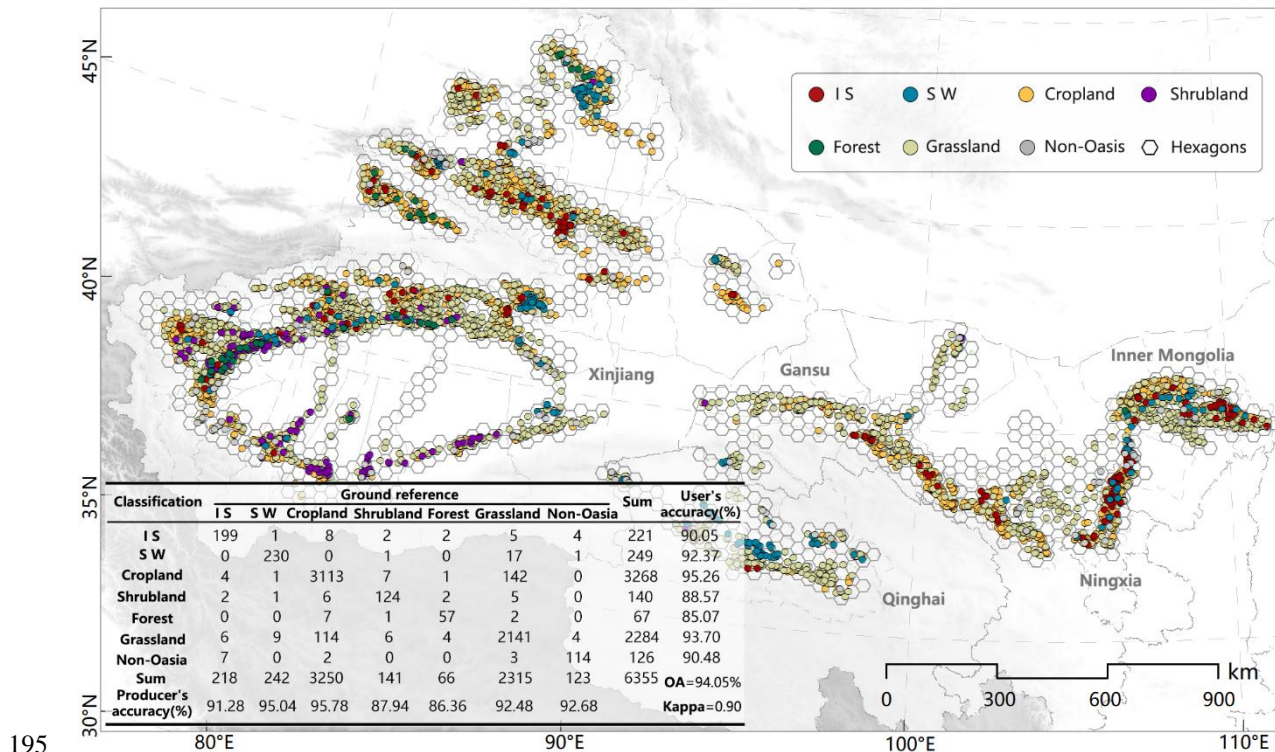 45°N
I S S W Cropland Shrubland
Forest Grassland Non-Oasis Hexagons
40°N
Xinjiang Gansu Inner Mongolia
35°N
Classification Ground reference Sum User's accuracy(%)
I S S W Cropland Shrubland Forest Grassland Non-Oasia
I S 199 1 8 2 2 5 4 221 90.05
S W 0 230 0 1 0 17 1 249 92.37
Cropland 4 1 3113 7 1 142 0 3268 95.26
Shrubland 2 1 6 124 2 5 0 140 88.57
Forest 0 0 7 1 57 2 0 67 85.07
Grassland 6 9 114 6 4 2141 4 2284 93.70
Non-Oasia 7 0 2 0 0 3 114 126 90.48
Sum 218 242 3250 141 66 2315 123 6355 OA=94.05%
Producer's accuracy(%) 91.28 95.04 95.78 87.94 86.36 92.48 92.68 Kappa=0.90
Qinghai Ningxia
km
0 300 600 900
30°N
80°E 90°E 100°E 110°E
195